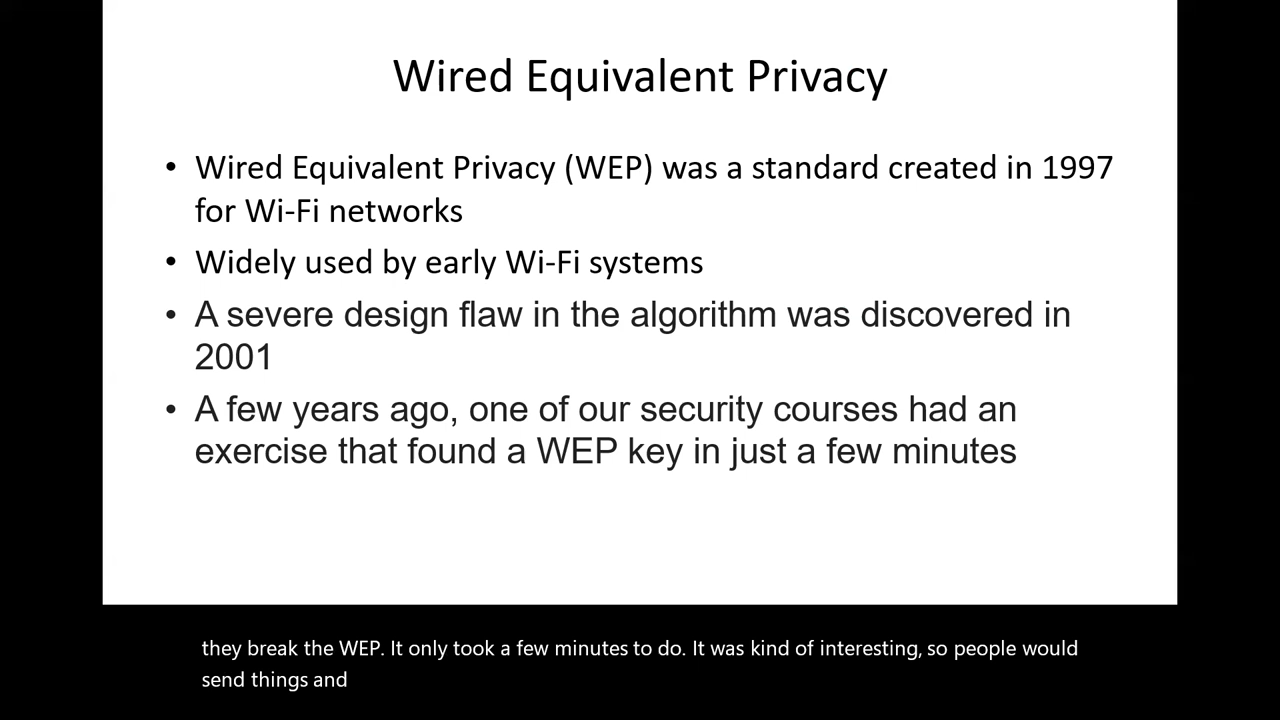 Wired Equivalent Privacy
• Wired Equivalent Privacy (WEP) was a standard created in 1997
for Wi-Fi networks
• Widely used by early Wi-Fi systems
• A severe design flaw in the algorithm was discovered in
2001
• A few years ago, one of our security courses had an
exercise that found a WEP key in just a few minutes
they break the WEP. It only took a few minutes to do. It was kind of interesting, so people would
send things and